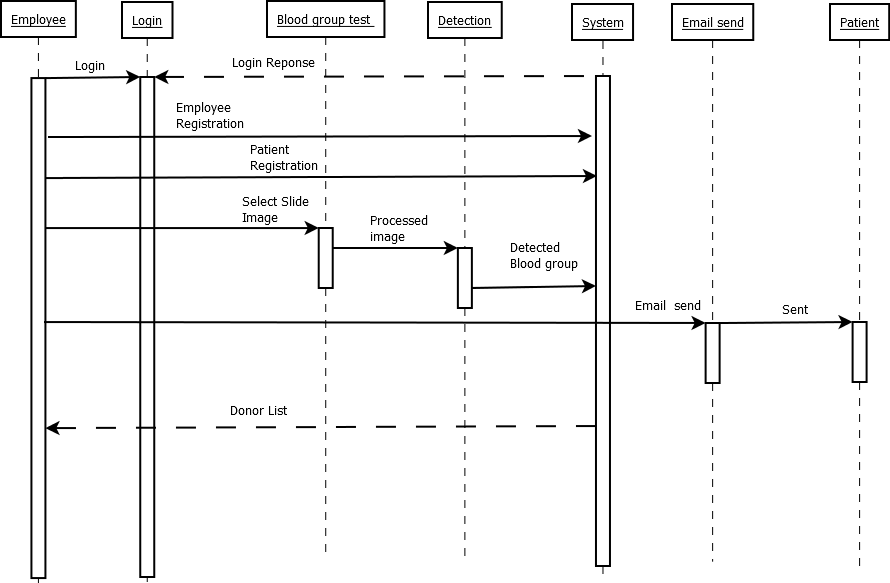 Employee
Login
Blood group test
Detection
System
Email send
Patient
Login
Login Reponse
Employee
Registration
Patient
Registration
Select Slide
Image
Processed
image
Detected
Blood group
Email send
Sent
Donor List